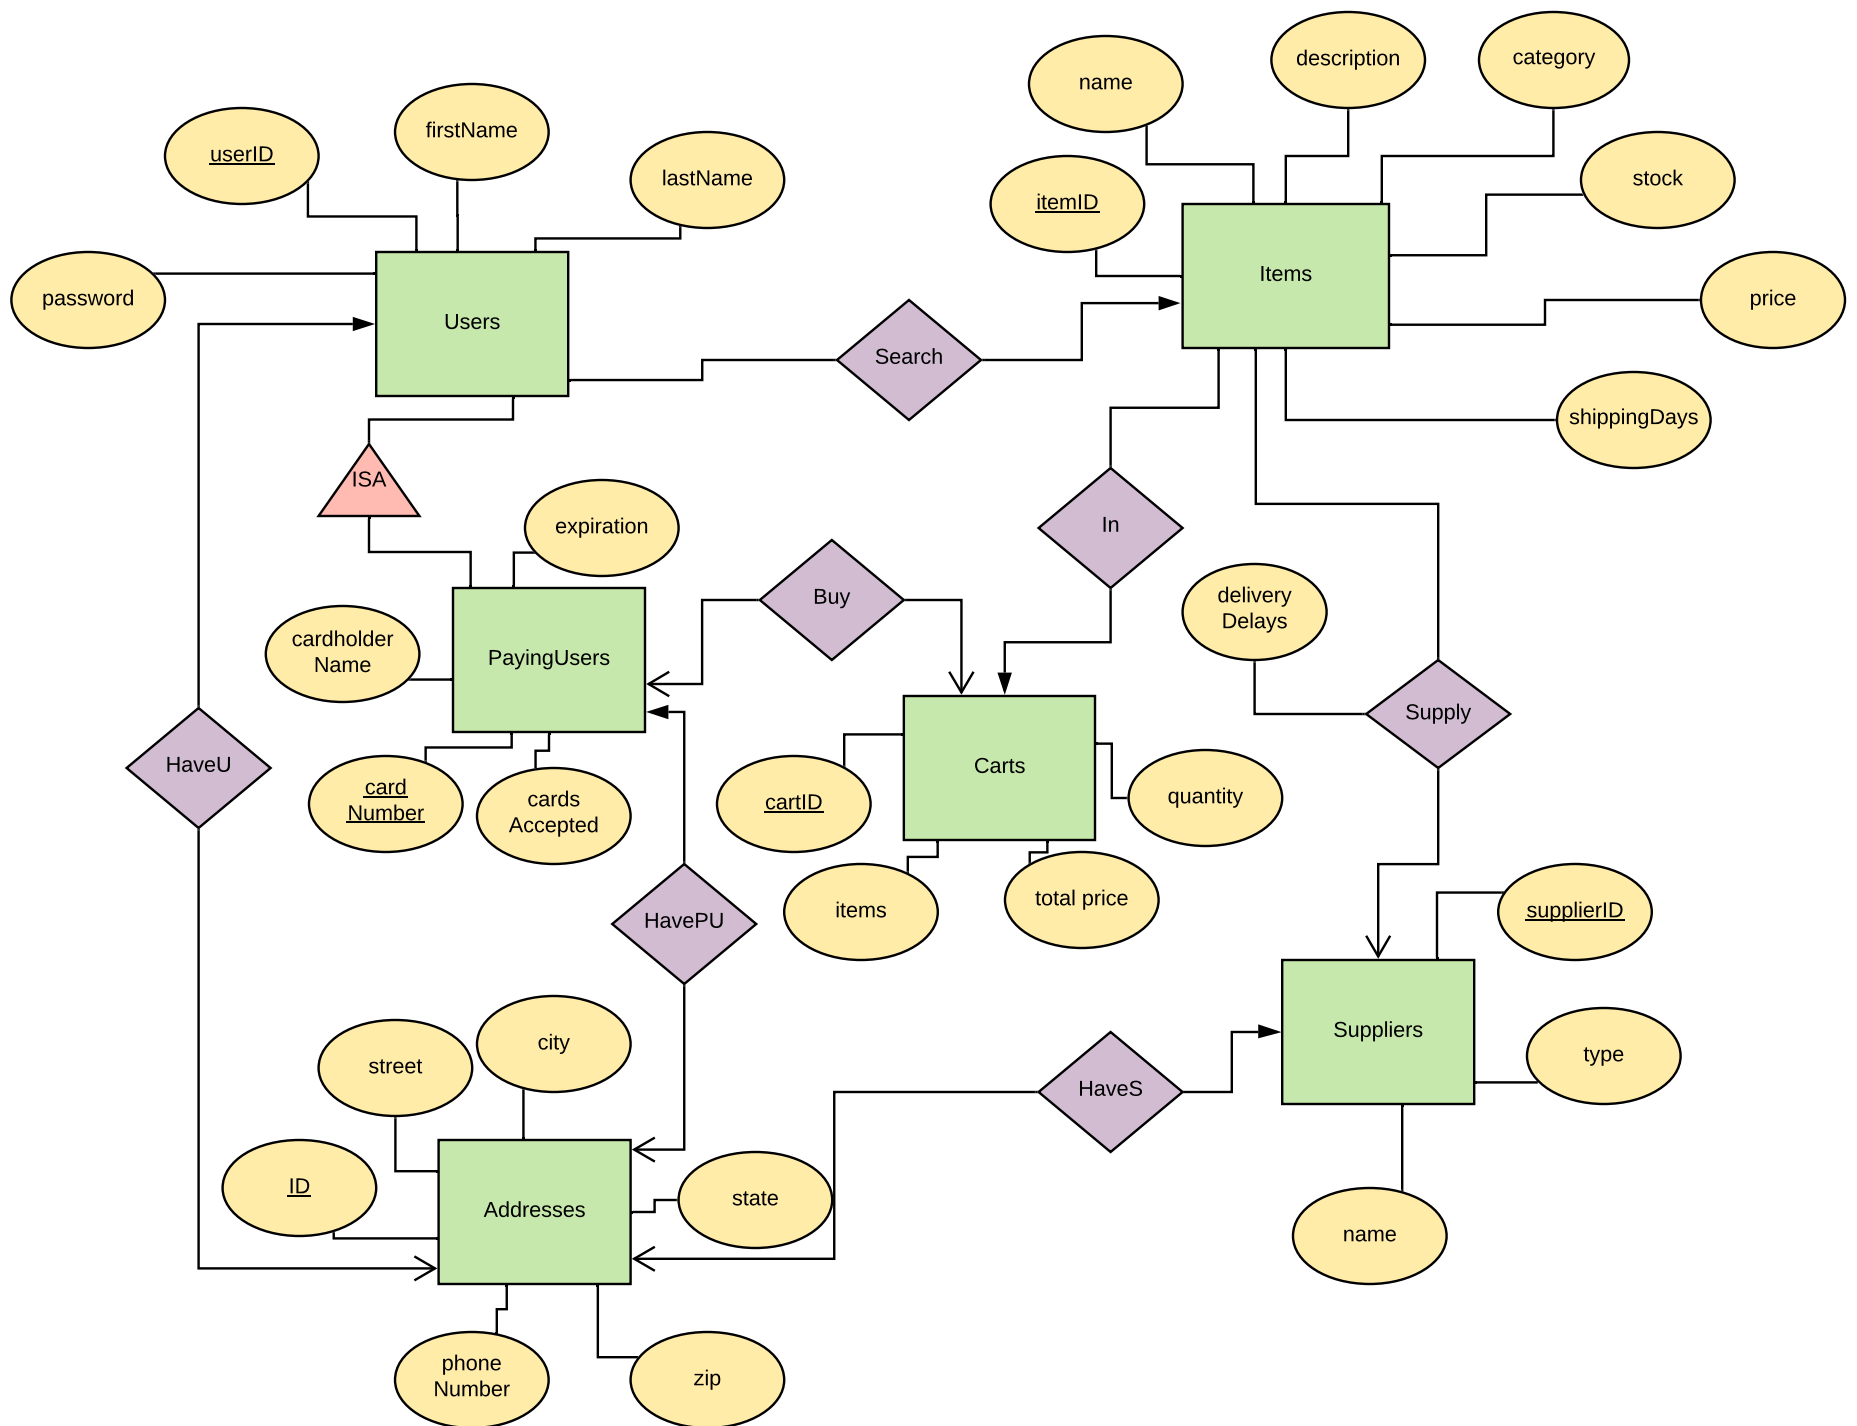 description
category
name
firstName
userID
lastName
stock
itemID
Items
password
price
Users
Search
shippingDays
ISA
expiration
In
Buy
delivery
Delays
cardholder
Name
PayingUsers
Supply
HaveU
Carts
card
Number
cards
Accepted
cartID
quantity
items
total price
supplierID
HavePU
Suppliers
city
type
street
HaveS
ID
state
Addresses
name
phone
Number
zip